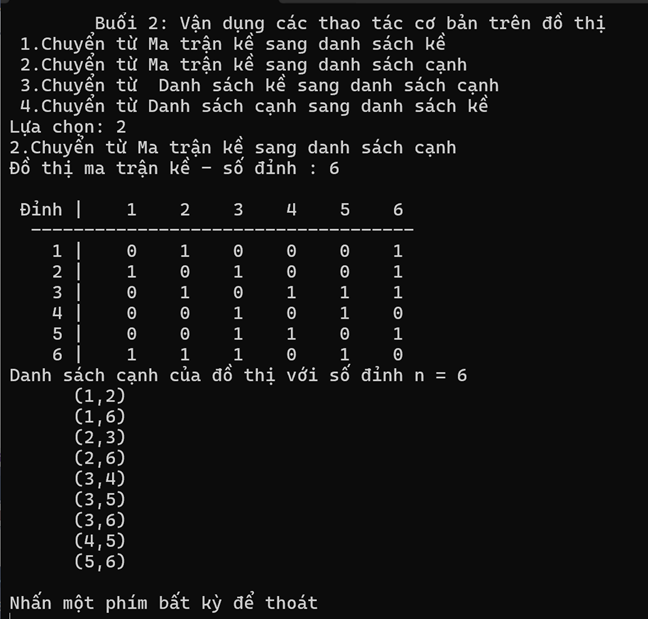 Buổi 2: Vận dụng các thao tác cơ bản trên đồ thị
1.Chuyển từ Ma trận kề sang danh sách kề
2.Chuyển từ Ma trận kề sang danh sách cạnh
3.Chuyển từ  Danh sách kề sang danh sách cạnh
4.Chuyển từ Danh sách cạnh sang danh sách kề
Lựa chọn: 2
2.Chuyển từ Ma trận kề sang danh sách cạnh
Đồ thị ma trận kề - số đỉnh : 6
Đỉnh |    1    2    3    4    5    6
------------------------------------
1 |    0    1    0    0    0    1
2 |    1    0    1    0    0    1
3 |    0    1    0    1    1    1
4 |    0    0    1    0    1    0
5 |    0    0    1    1    0    1
6 |    1    1    1    0    1    0
Danh sách cạnh của đồ thị với số đỉnh n = 6
(1,2)
(1,6)
(2,3)
(2,6)
(3,4)
(3,5)
(3,6)
(4,5)
(5,6)
Nhấn một phím bất kỳ để thoát